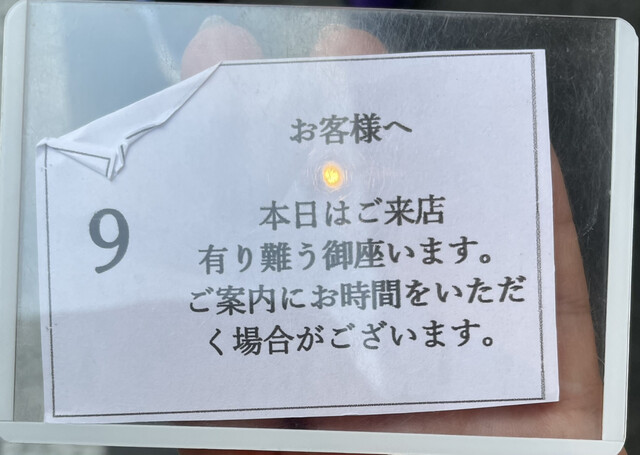 お客様へ
9
本日はご来店
有り難う御座います。
ご案内にお時間をいただ
く場合がございます。